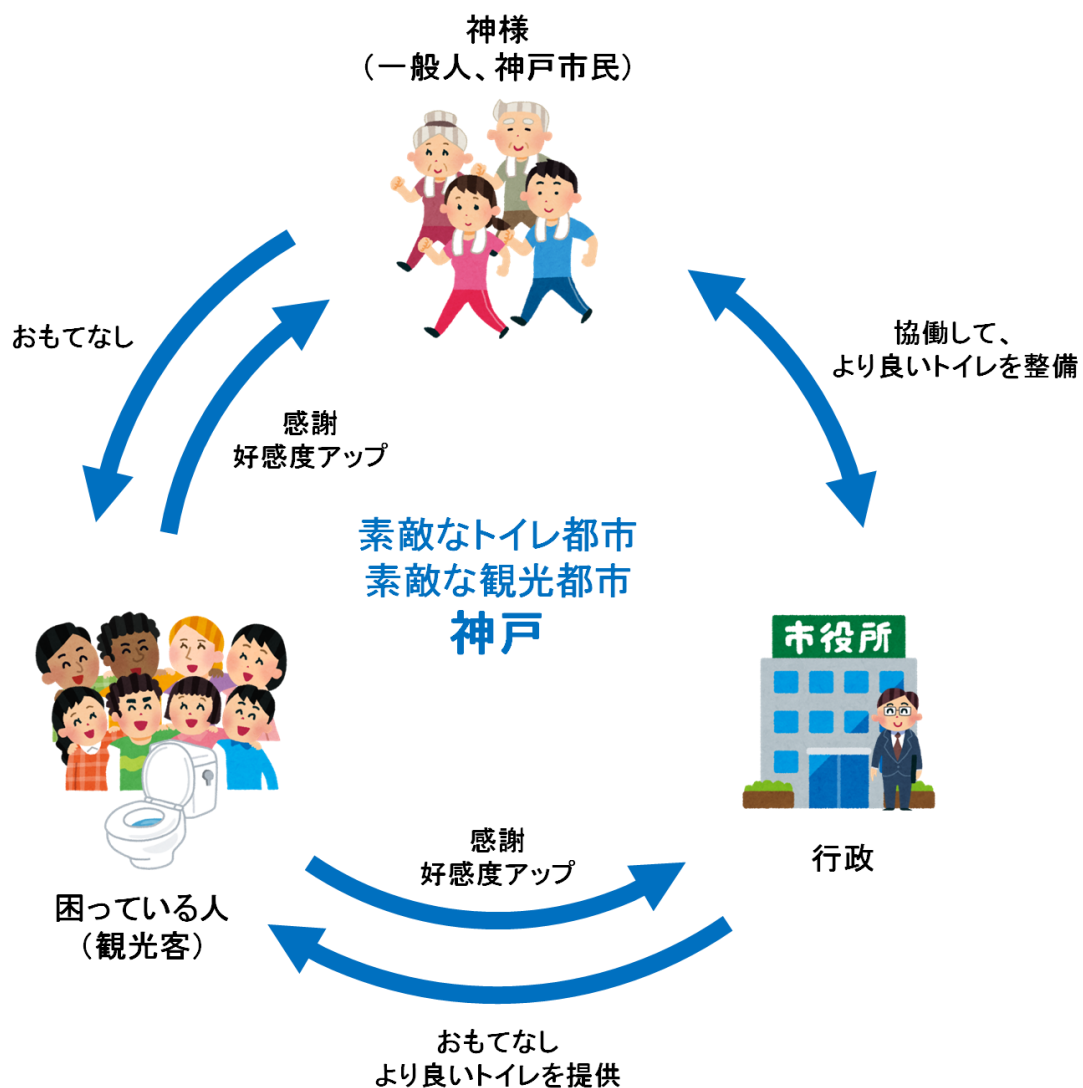 神様
（一般人、神戸市民）
おもてなし
感謝
好感度アップ
協働して、
より良いトイレを整備
素敵なトイレ都市
素敵な観光都市
神戸
市役所
行政
困っている人
（観光客）
感謝
好感度アップ
おもてなし
より良いトイレを提供